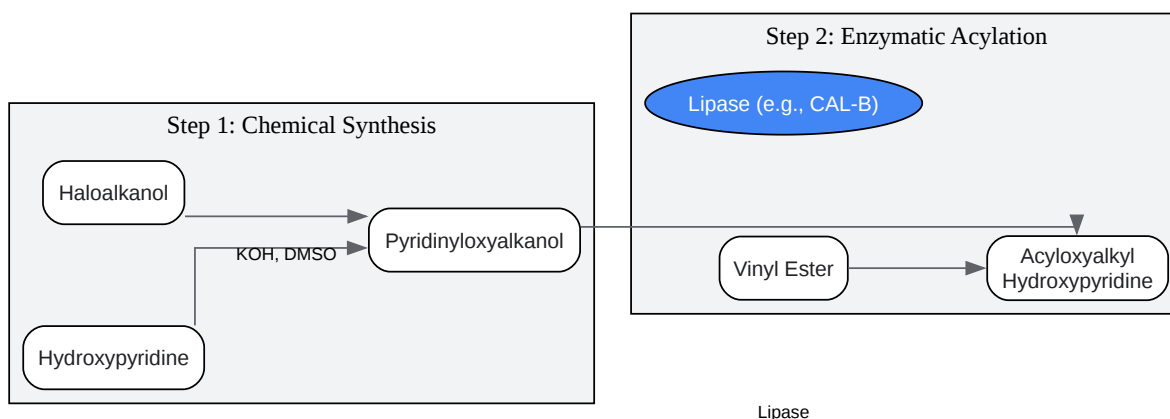 Step 1: Chemical Synthesis
Haloalkanol
KOH, DMSO
Pyridinyloxyalkanol
Hydroxypyridine
Step 2: Enzymatic Acylation
Lipase (e.g., CAL-B)
Vinyl Ester
Acyloxyalkyl
Hydroxypyridine
Lipase